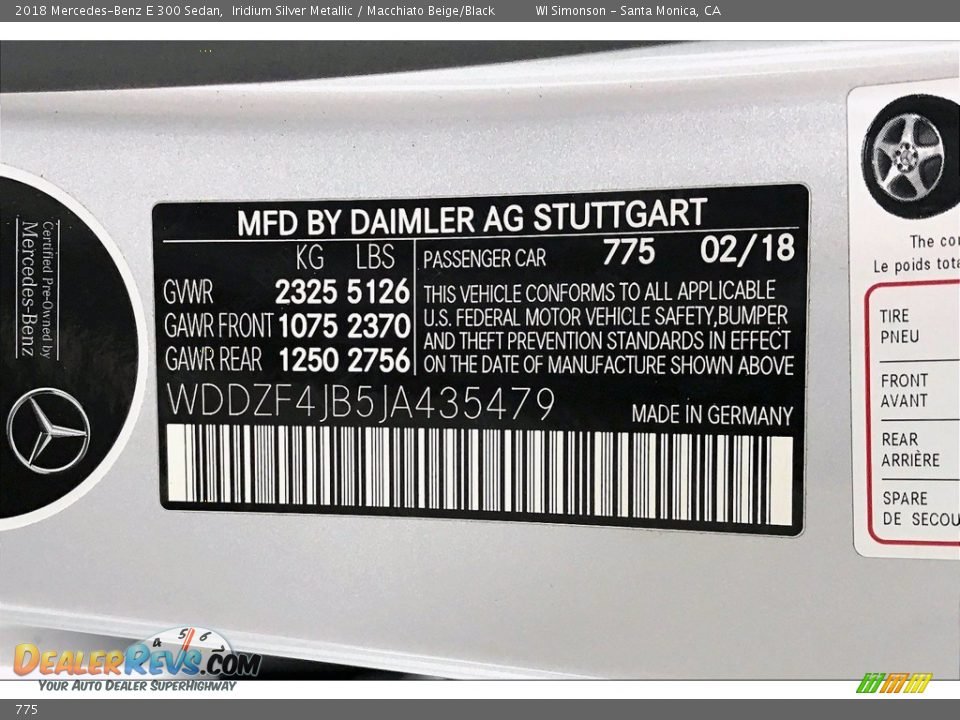 2018 Mercedes-Benz E 300 Sedan, Iridium Silver Metallic / Macchiato Beige/Black WI Simonson - Santa Monica, CA
Certified Pre-Owned by
Mercedes-Benz
MFD BY DAIMLER AG STUTTGART
KG LBS
GVWR 2325 5126
GAWR FRONT 1075 2370
GAWR REAR 1250 2756
PASSENGER CAR 775 02/18
THIS VEHICLE CONFORMS TO ALL APPLICABLE
U.S. FEDERAL MOTOR VEHICLE SAFETY,BUMPER
AND THEFT PREVENTION STANDARDS IN EFFECT
ON THE DATE OF MANUFACTURE SHOWN ABOVE
WDDZF4JB5JA435479
MADE IN GERMANY
The
Le poids
TIRE
PNEU
FRONT
AVANT
REAR
ARRIÈRE
SPARE
DE
4 5 6 7
DEALERREVS.COM
YOUR AUTO DEALER SUPERHIGHWAY
775